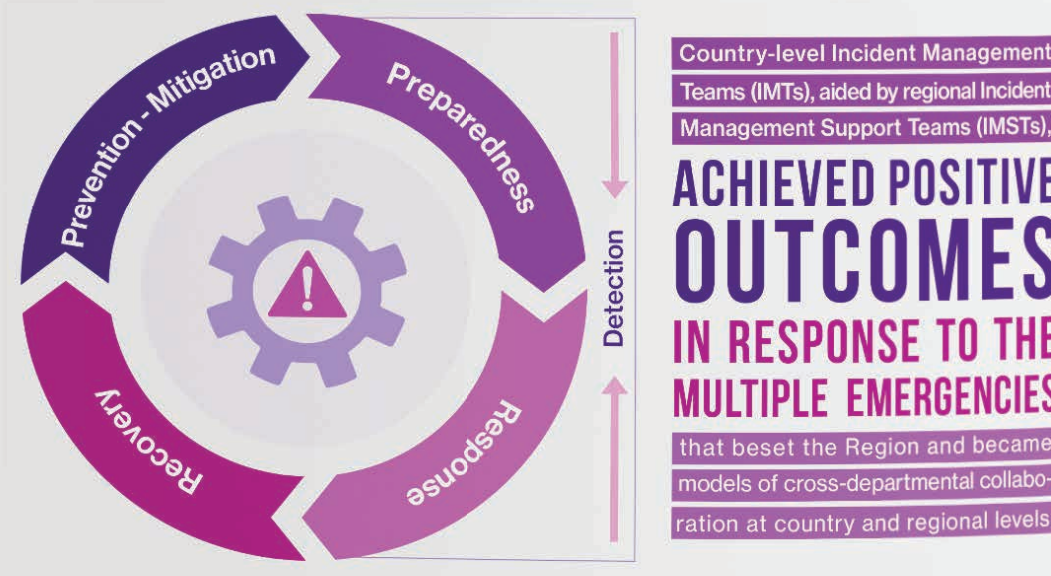 Prevention - Mitigation
Preparedness
Detection
Response
Recovery
Country-level Incident Management
Teams (IMTs), aided by regional Incident
Management Support Teams (IMSTs),
ACHIEVED POSITIVE
OUTCOMES
IN RESPONSE TO THE
MULTIPLE EMERGENCIES
that beset the Region and became
models of cross-departmental collabo-
ration at country and regional levels